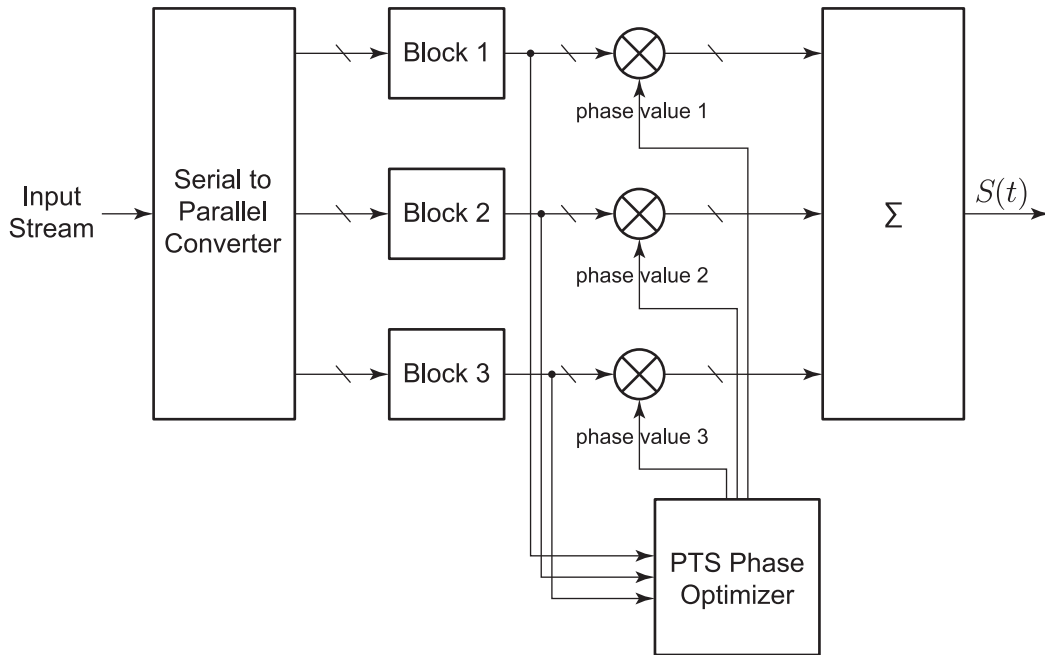 Input
Stream
Serial to
Parallel
Converter
Block 1
Block 2
Block 3
phase value 1
phase value 2
phase value 3
PTS Phase
Optimizer
Σ
S(t)